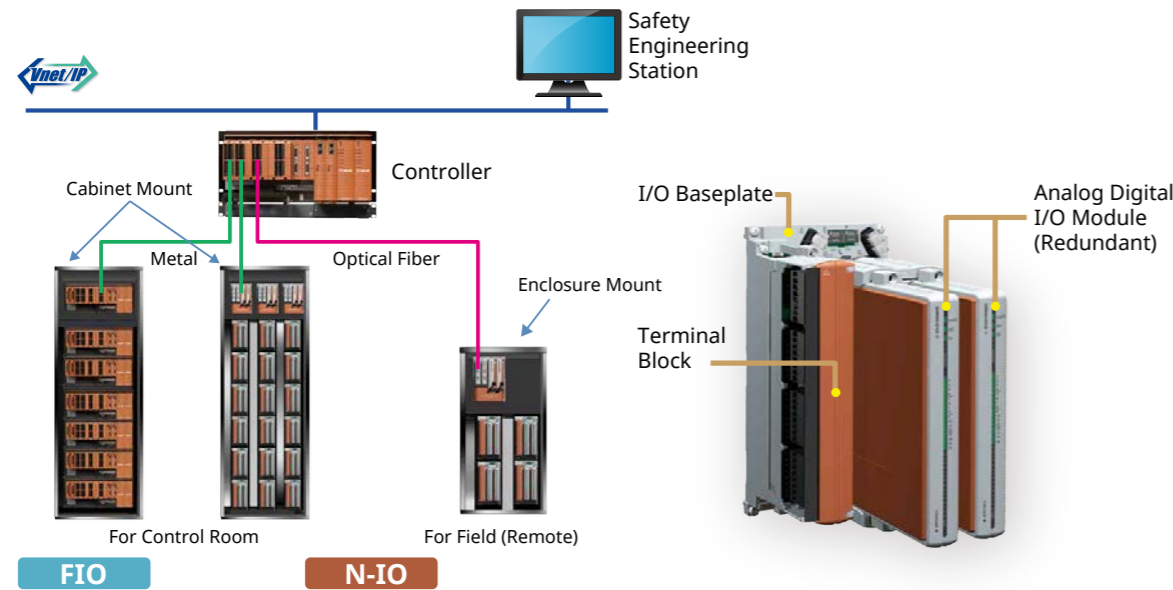 Safety
Engineering
Station
Vnet/IP
Controller
Cabinet Mount
Metal
Optical Fiber
Enclosure Mount
For Control Room
For Field (Remote)
FIO
N-IO
I/O Baseplate
Analog Digital
I/O Module
(Redundant)
Terminal
Block